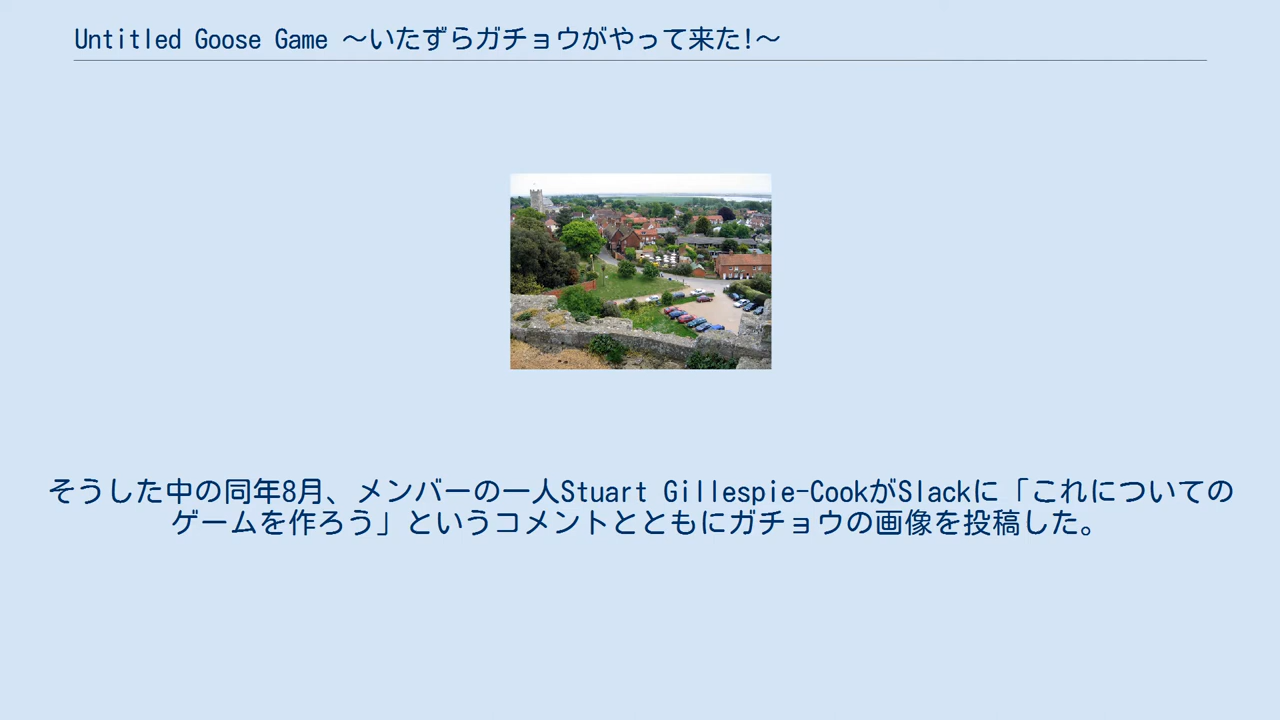 Untitled Goose Game ～いたずらガチョウがやって来た!～
そうした中の同年8月、メンバーの一人Stuart Gillespie-CookがSlackに「これについての
ゲームを作ろう」というコメントとともにガチョウの画像を投稿した。